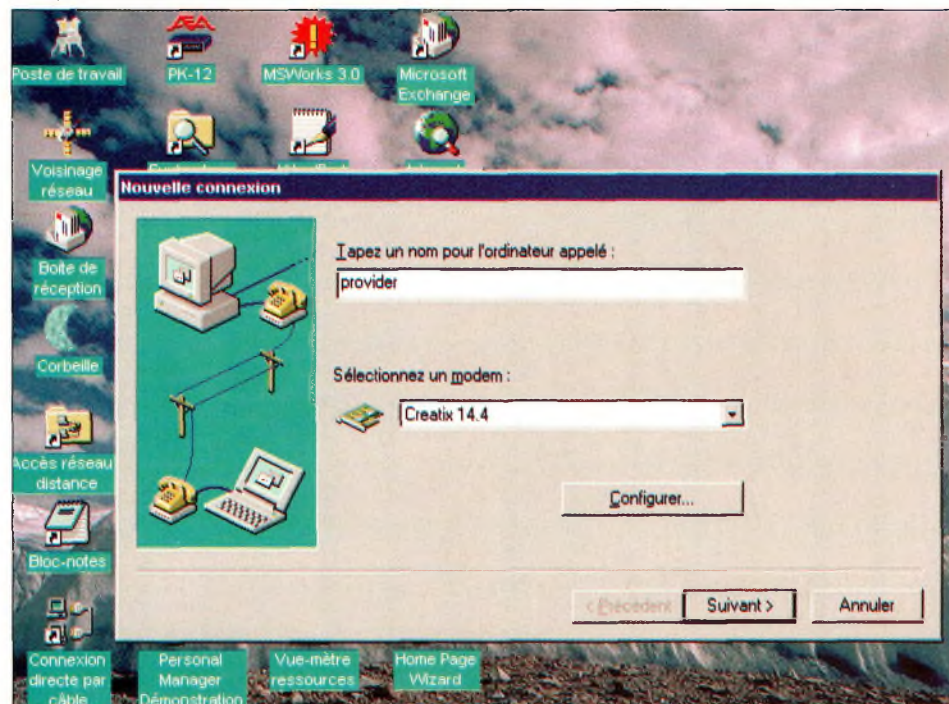 Poste de travail
PK-12
MSWorks 3.0
Microsoft
Exchange
Voisinage
réseau
Nouvelle connexion
Tapez un nom pour l'ordinateur appelé :
provider
Boîte de
réception
Corbeille
Sélectionnez un modem :
Creatix 14.4
Accès réseau
distance
Configurer...
Bloc-notes
< Précédent
Suivant >
Annuler
Connexion
directe par
câble
Personal
Manager
Démonstration
Vue-mètre
ressources
Home Page
Wizard